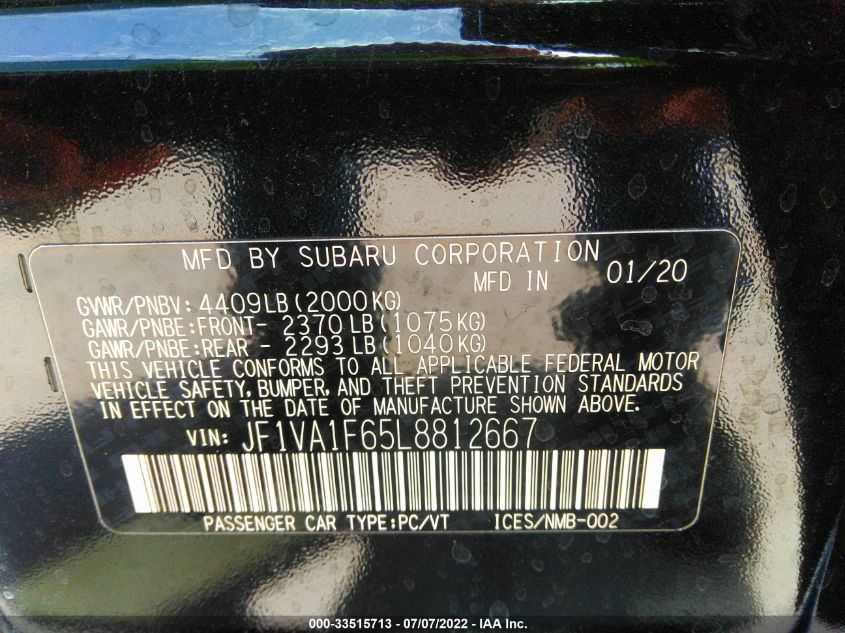 MFD BY SUBARU CORPORATION
MFD IN 01/20
GVWR/PNBV: 4409LB(2000KG)
GAWR/PNBE:FRONT- 2370 LB(1075KG)
GAWR/PNBE:REAR - 2293 LB(1040KG)
THIS VEHICLE CONFORMS TO ALL APPLICABLE FEDERAL MOTOR
VEHICLE SAFETY, BUMPER, AND THEFT PREVENTION STANDARDS
IN EFFECT ON THE DATE OF MANUFACTURE SHOWN ABOVE.
VIN: JF1VA1F65L8812667
PASSENGER CAR TYPE:PC/VT ICES/NMB-002
000-33515713 - 07/07/2022 - IAA Inc.